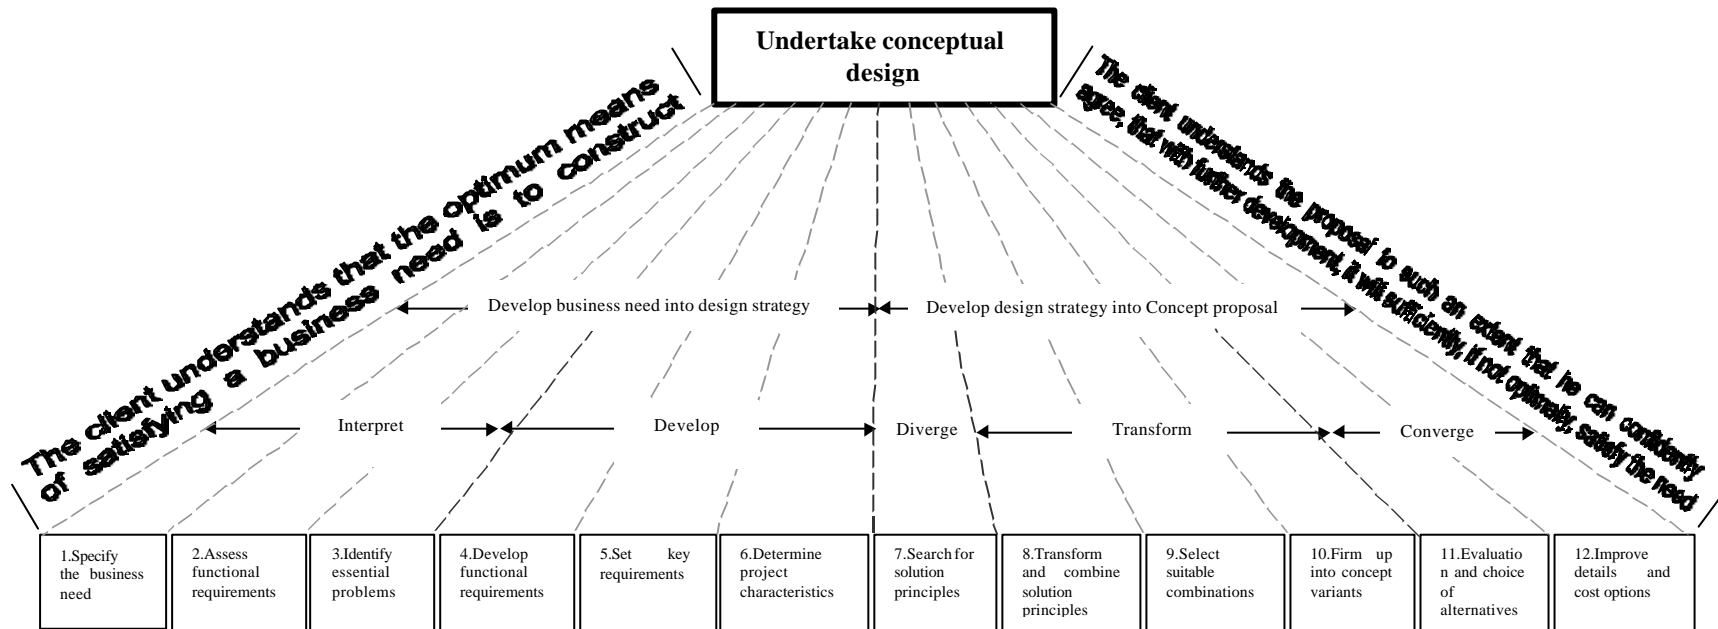 Undertake conceptual
design
The client understands that the optimum means
of satisfying a business need is to construct
The client understands the proposal to such an extent that he can confidently
agree, that with further development, it will sufficiently, if not optimally, satisfy the need
Develop business need into design strategy
Develop design strategy into Concept proposal
Interpret
Develop
Diverge
Transform
Converge
1.Specify
the business
need
2.Assess
functional
requirements
3.Identify
essential
problems
4.Develop
functional
requirements
5.Set key
requirements
6.Determine
project
characteristics
7.Search for
solution
principles
8.Transform
and combine
solution
principles
9.Select
suitable
combinations
10.Firm up
into concept
variants
11.Evaluatio
n and choice
of
alternatives
12.Improve
details and
cost options